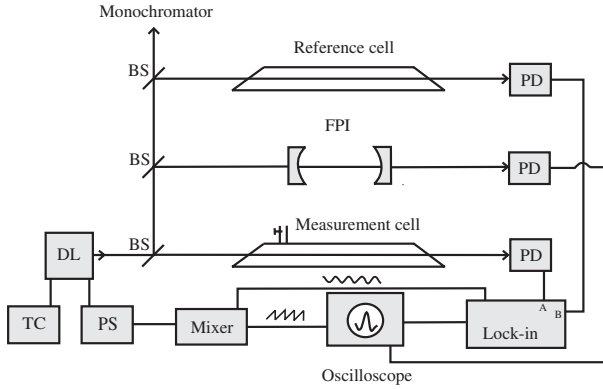 Monochromator
BS
Reference cell
PD
FPI
BS
PD
Measurement cell
BS
DL
PD
TC
PS
Mixer
A
B
Lock-in
Oscilloscope